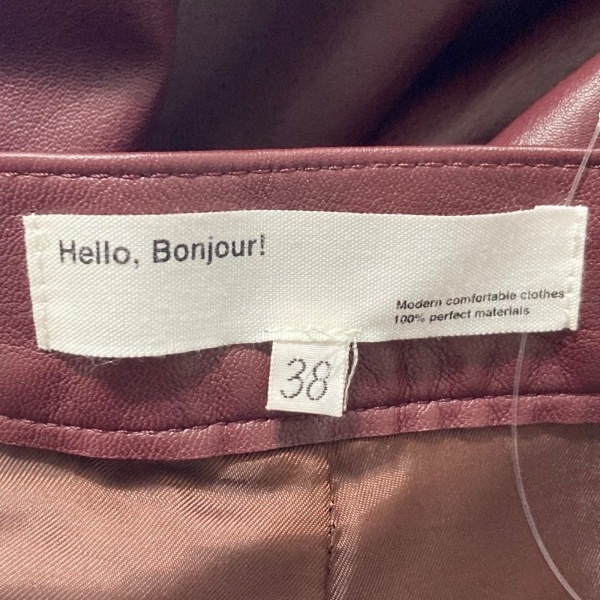 Hello, Bonjour!
Modern comfortable clothes
100% perfect materials
38